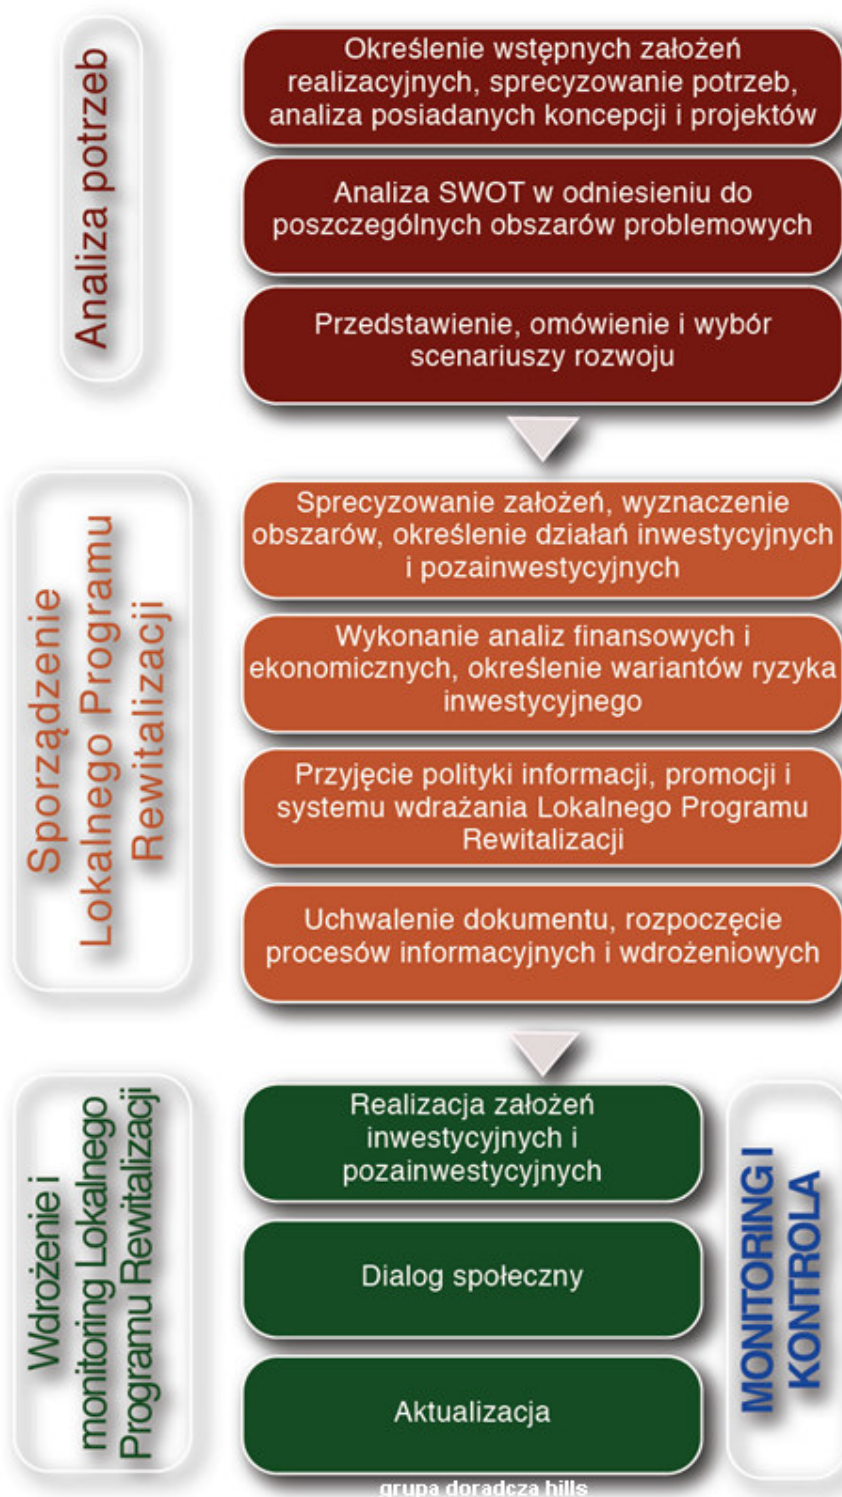 Analiza potrzeb
Określenie wstępnych założeń
realizacyjnych, sprecyzowanie potrzeb,
analiza posiadanych koncepcji i projektów
Analiza SWOT w odniesieniu do
poszczególnych obszarów problemowych
Przedstawienie, omówienie i wybór
scenariuszy rozwoju
Sporządzenie
Lokalnego Programu
Rewitalizacji
Sprecyzowanie założeń, wyznaczenie
obszarów, określenie działań inwestycyjnych
i pozainwestycyjnych
Wykonanie analiz finansowych i
ekonomicznych, określenie wariantów ryzyka
inwestycyjnego
Przyjęcie polityki informacji, promocji i
systemu wdrażania Lokalnego Programu
Rewitalizacji
Uchwalenie dokumentu, rozpoczęcie
procesów informacyjnych i wdrożeniowych
Wdrożenie i
monitoring Lokalnego
Programu Rewitalizacji
Realizacja założeń
inwestycyjnych i
pozainwestycyjnych
Dialog społeczny
Aktualizacja
MONITORING I
KONTROLA
grupa doradcza hills